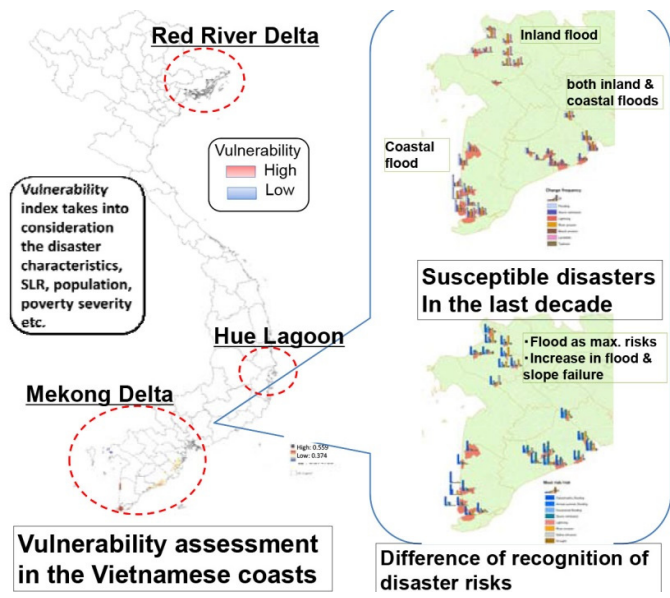 Red River Delta
Vulnerability
High
Low
Vulnerability
index takes into
consideration
the disaster
characteristics,
SLR, population,
poverty severity
etc.
Hue Lagoon
Mekong Delta
High: 0.559
Low: 0.374
Vulnerability assessment
in the Vietnamese coasts
Inland flood
both inland &
coastal floods
Coastal
flood
Change frequency
Susceptible disasters
In the last decade
・Flood as max. risks
・Increase in flood &
slope failure
Difference of recognition of
disaster risks